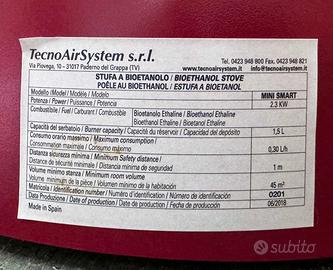 TecnoAirSystem s.r.l.
Via Piovega, 10 – 31017 Paderno del Grappa (TV)
Tel. 0423 948 800 Fax. 0423 948 821
www.tecnoairsystem.it info@tecnoairsystem.it
STUFA A BIOETANOLO / BIOETHANOL STOVE
POÊLE AU BIOETHANOL / ESTUFA A BIOETANOL
Modello / Model / Modèle / Modelo MINI SMART
Potenza / Power / Puissance / Potencia 2.3 KW
Combustibile / Fuel / Carburant / Combustible Bioetanolo Etiline / Bioethanol Ethaline
Bioetanol Ethaline / Bioetanol Ethaline
Capacità del serbatoio / Burner capacity / Capacité du réservoir / Capacidad del depósito 1,5 L
Consumo orario massimo / Maximum consumption /
Consommation maximale / Consumo máximo 0,30 L/h
Distanza sicurezza minima / Minimum Safety distance /
Distance de sécurité minimale / Distancia mínima de seguridad 1 m
Volume minimo stanza / Minimum room volume
Volume minimum de la pièce / Volumen mínimo de la habitación 45 m³
Matricola / Identification number / Numéro d'identification / Número de identificación 0201
Data Produzione / Date of production / Date de production / Fecha de producción 06/2018
Made in Spain
subito